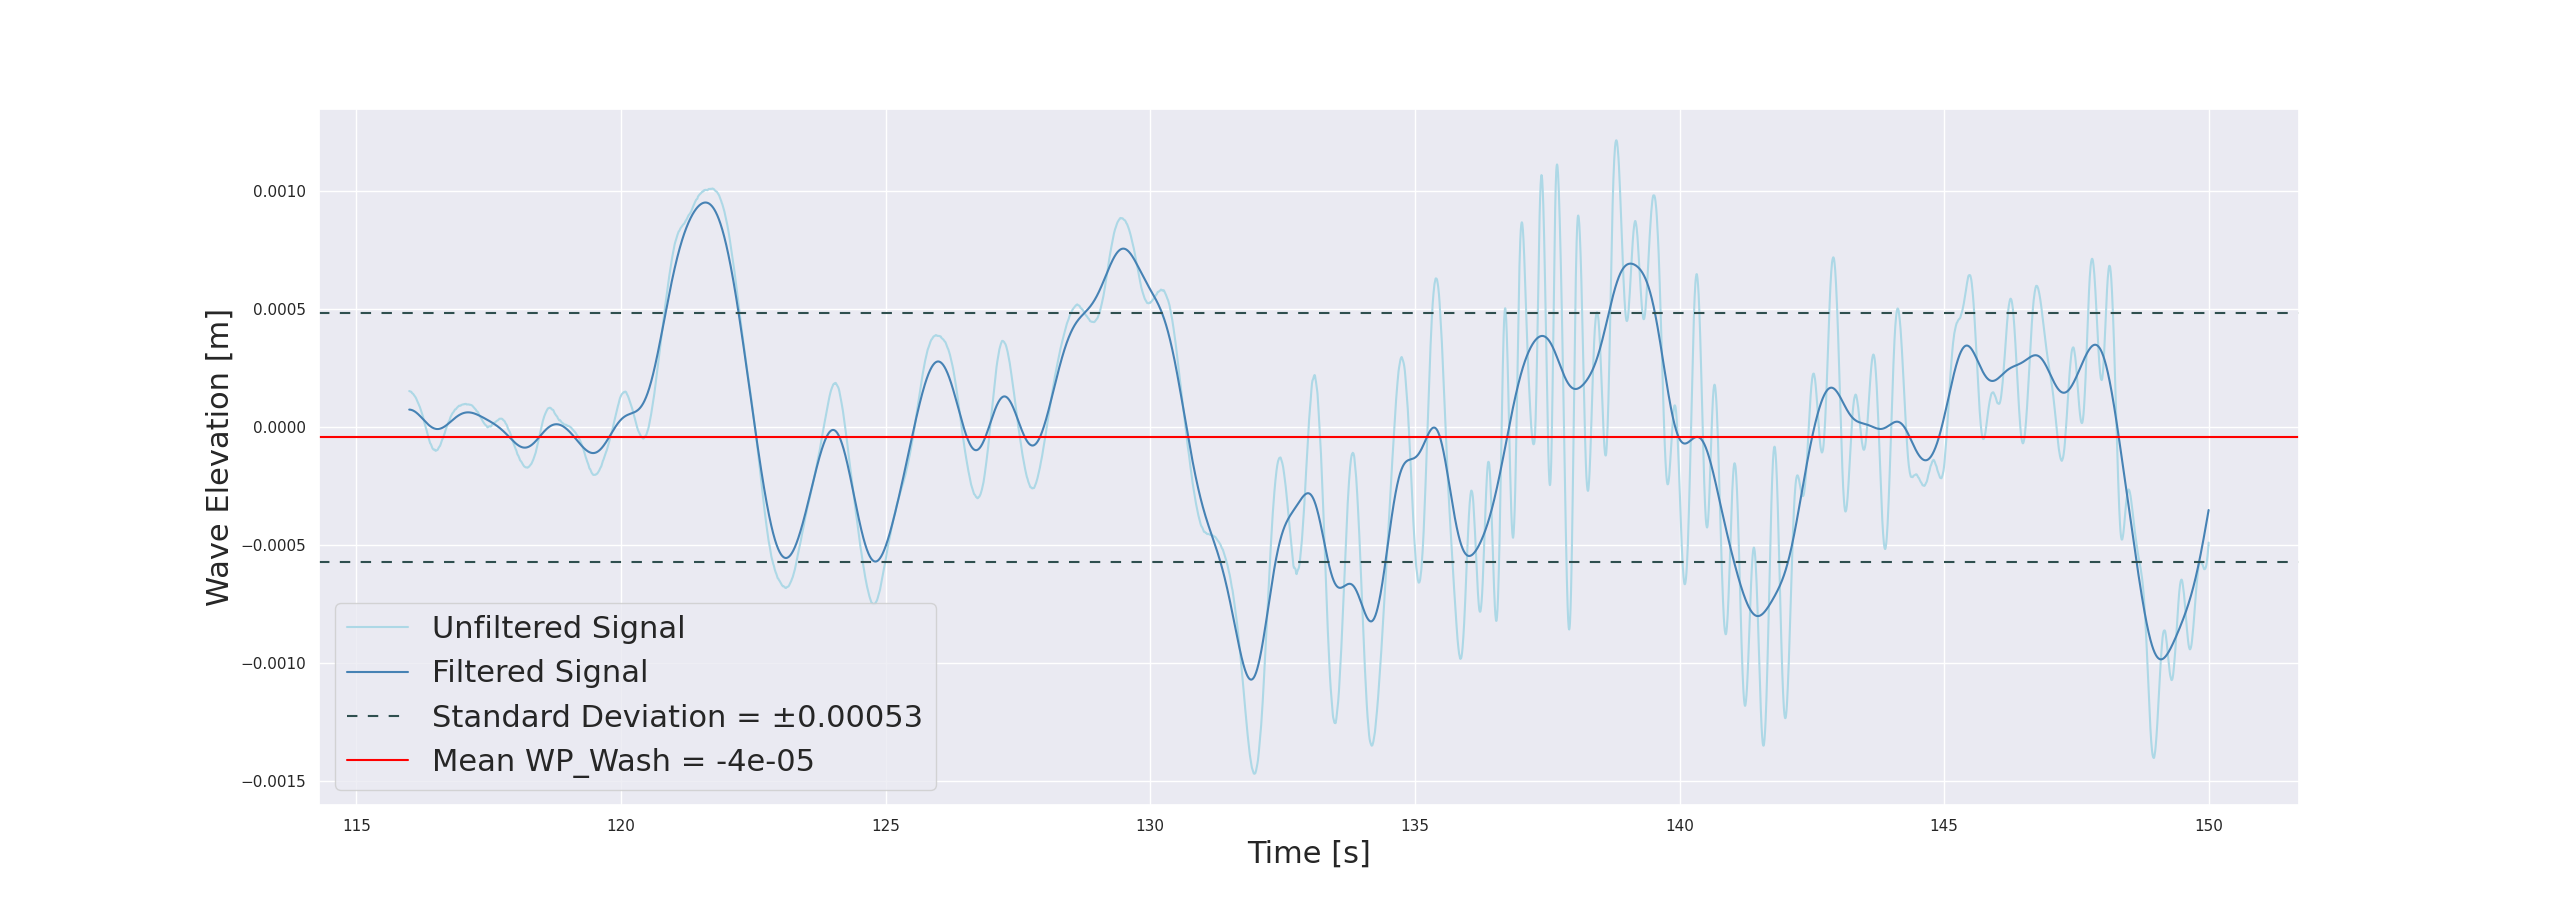 Wave Elevation [m]
0.0010
0.0005
0.0000
−0.0005
−0.0010
−0.0015
Unfiltered Signal
Filtered Signal
Standard Deviation = ±0.00053
Mean WP_Wash = -4e-05
115 120 125 130 135 140 145 150
Time [s]